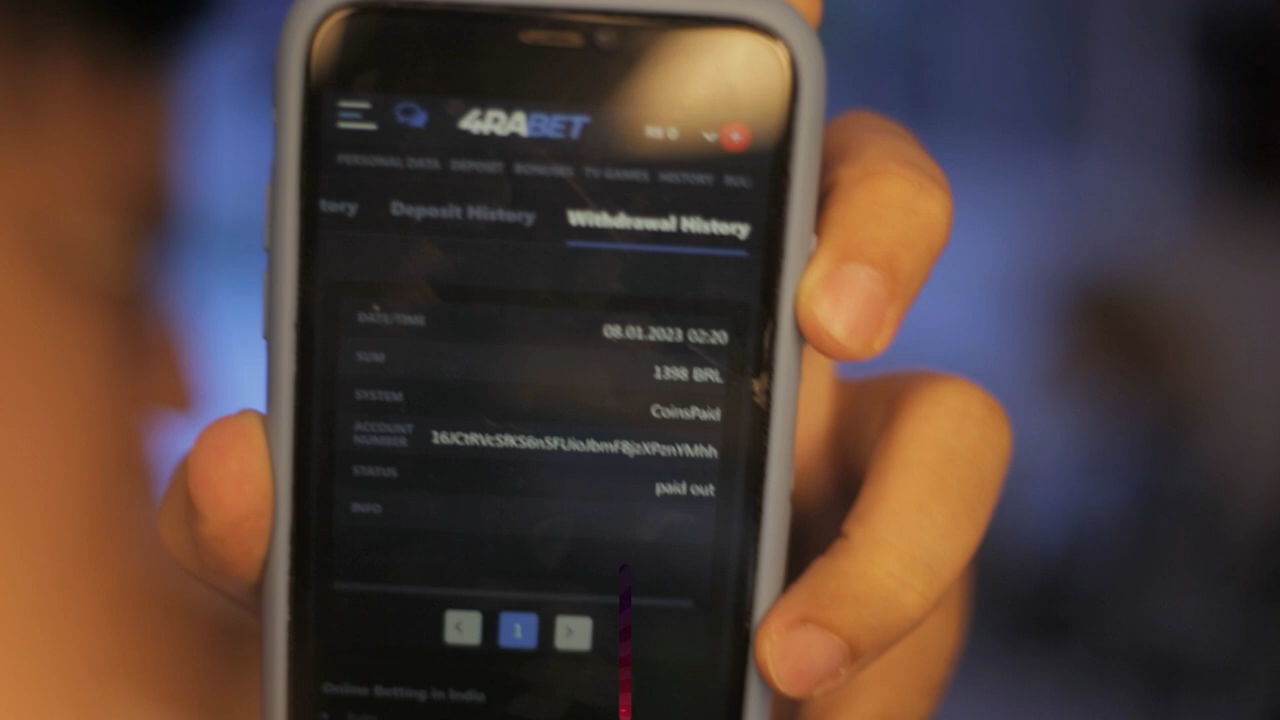 4RABET
R$ 0
PERSONAL DATA DEPOSIT BONUSES TV GAMES HISTORY
tory Deposit History Withdrawal History
DATE/TIME 08.01.2023 02:20
SUM 1398 BRL
SYSTEM CoinsPaid
ACCOUNT NUMBER
STATUS paid out
INFO
< 1 >
Online Betting in India